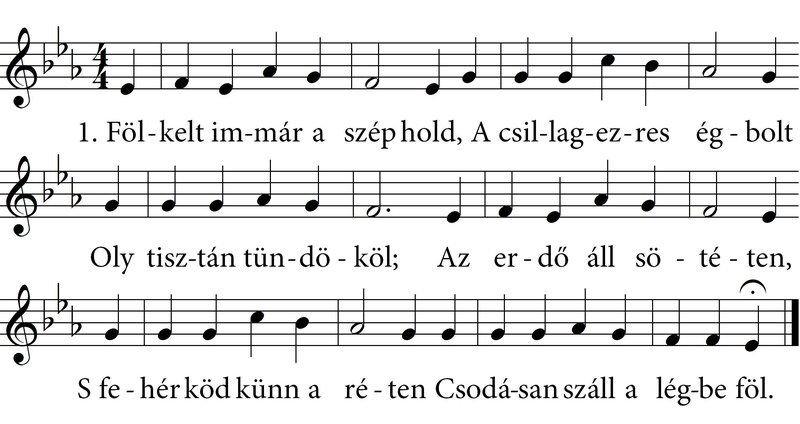 1. Föl-kelt im-már a szép hold, A csil-lag-ez-res ég-bolt
Oly tisz-tán tün-dö-köl; Az er-dő áll sö-té-ten,
S fe-hér köd künn a ré-ten Csodá-san száll a lég-be föl.